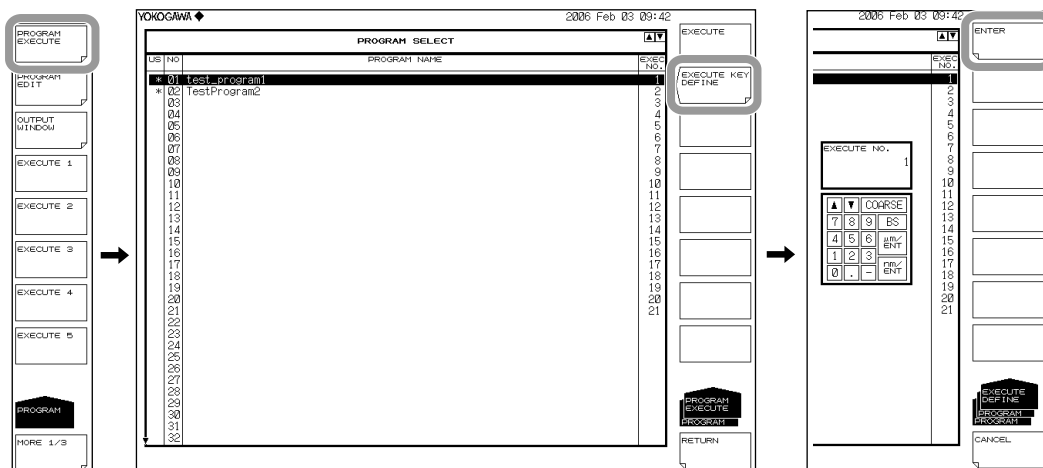 PROGRAM
EXECUTE
PROGRAM
EDIT
OUTPUT
WINDOW
EXECUTE 1
EXECUTE 2
EXECUTE 3
EXECUTE 4
EXECUTE 5
PROGRAM
MORE 1/3
YOKOGAWA ◆ 2006 Feb 03 09:42
PROGRAM SELECT ▲▼
US NO PROGRAM NAME EXEC NO.
* 01 test_program1 1
* 02 TestProgram2 2
03 3
04 4
05 5
06 6
07 7
08 8
09 9
10 10
11 11
12 12
13 13
14 14
15 15
16 16
17 17
18 18
19 19
20 20
21 21
22
23
24
25
26
27
28
29
30
31
32
EXECUTE
EXECUTE KEY
DEFINE
PROGRAM
EXECUTE
PROGRAM
RETURN
2006 Feb 03 09:42
▲▼
EXEC
NO.
1
2
3
4
5
6
7
8
9
10
11
12
13
14
15
16
17
18
19
20
21
EXECUTE NO.
1
▲ ▼ COARSE
7 8 9 BS
4 5 6 μm/ENT
1 2 3 nm/ENT
0 . -
ENTER
EXECUTE
DEFINE
PROGRAM
PROGRAM
CANCEL